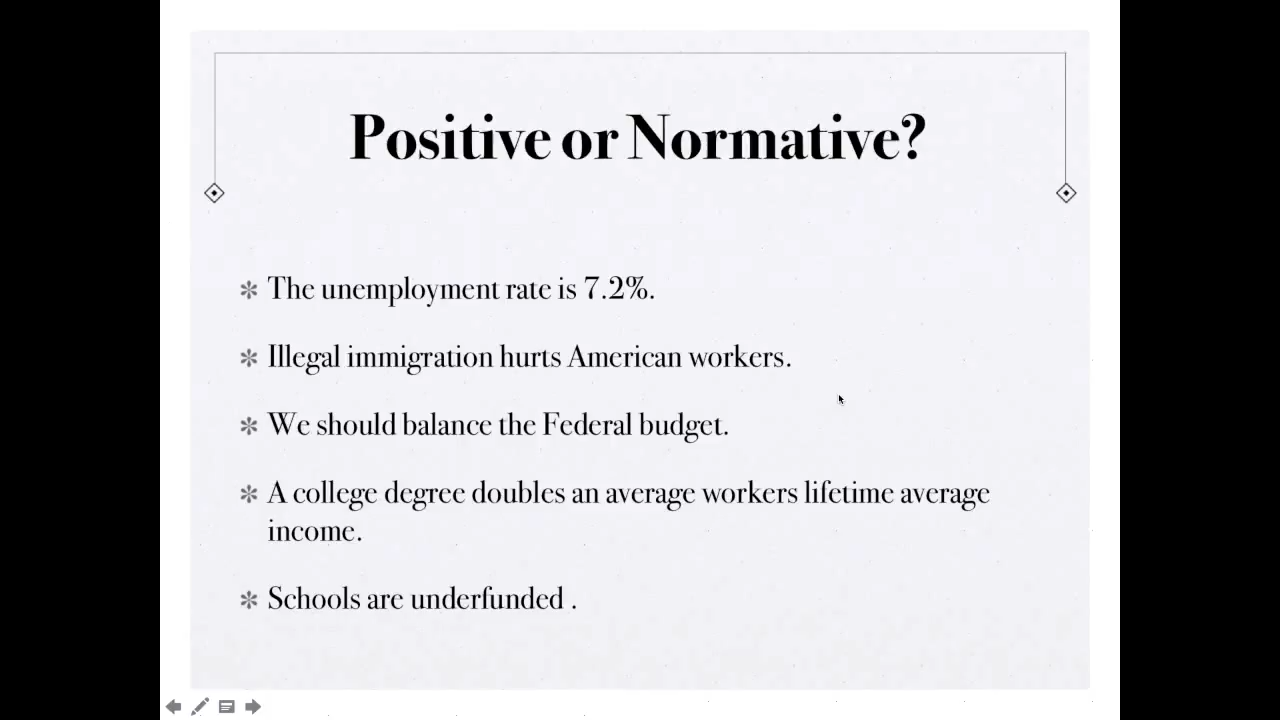 Positive or Normative?
The unemployment rate is 7.2%.
Illegal immigration hurts American workers.
We should balance the Federal budget.
A college degree doubles an average workers lifetime average
income.
Schools are underfunded .